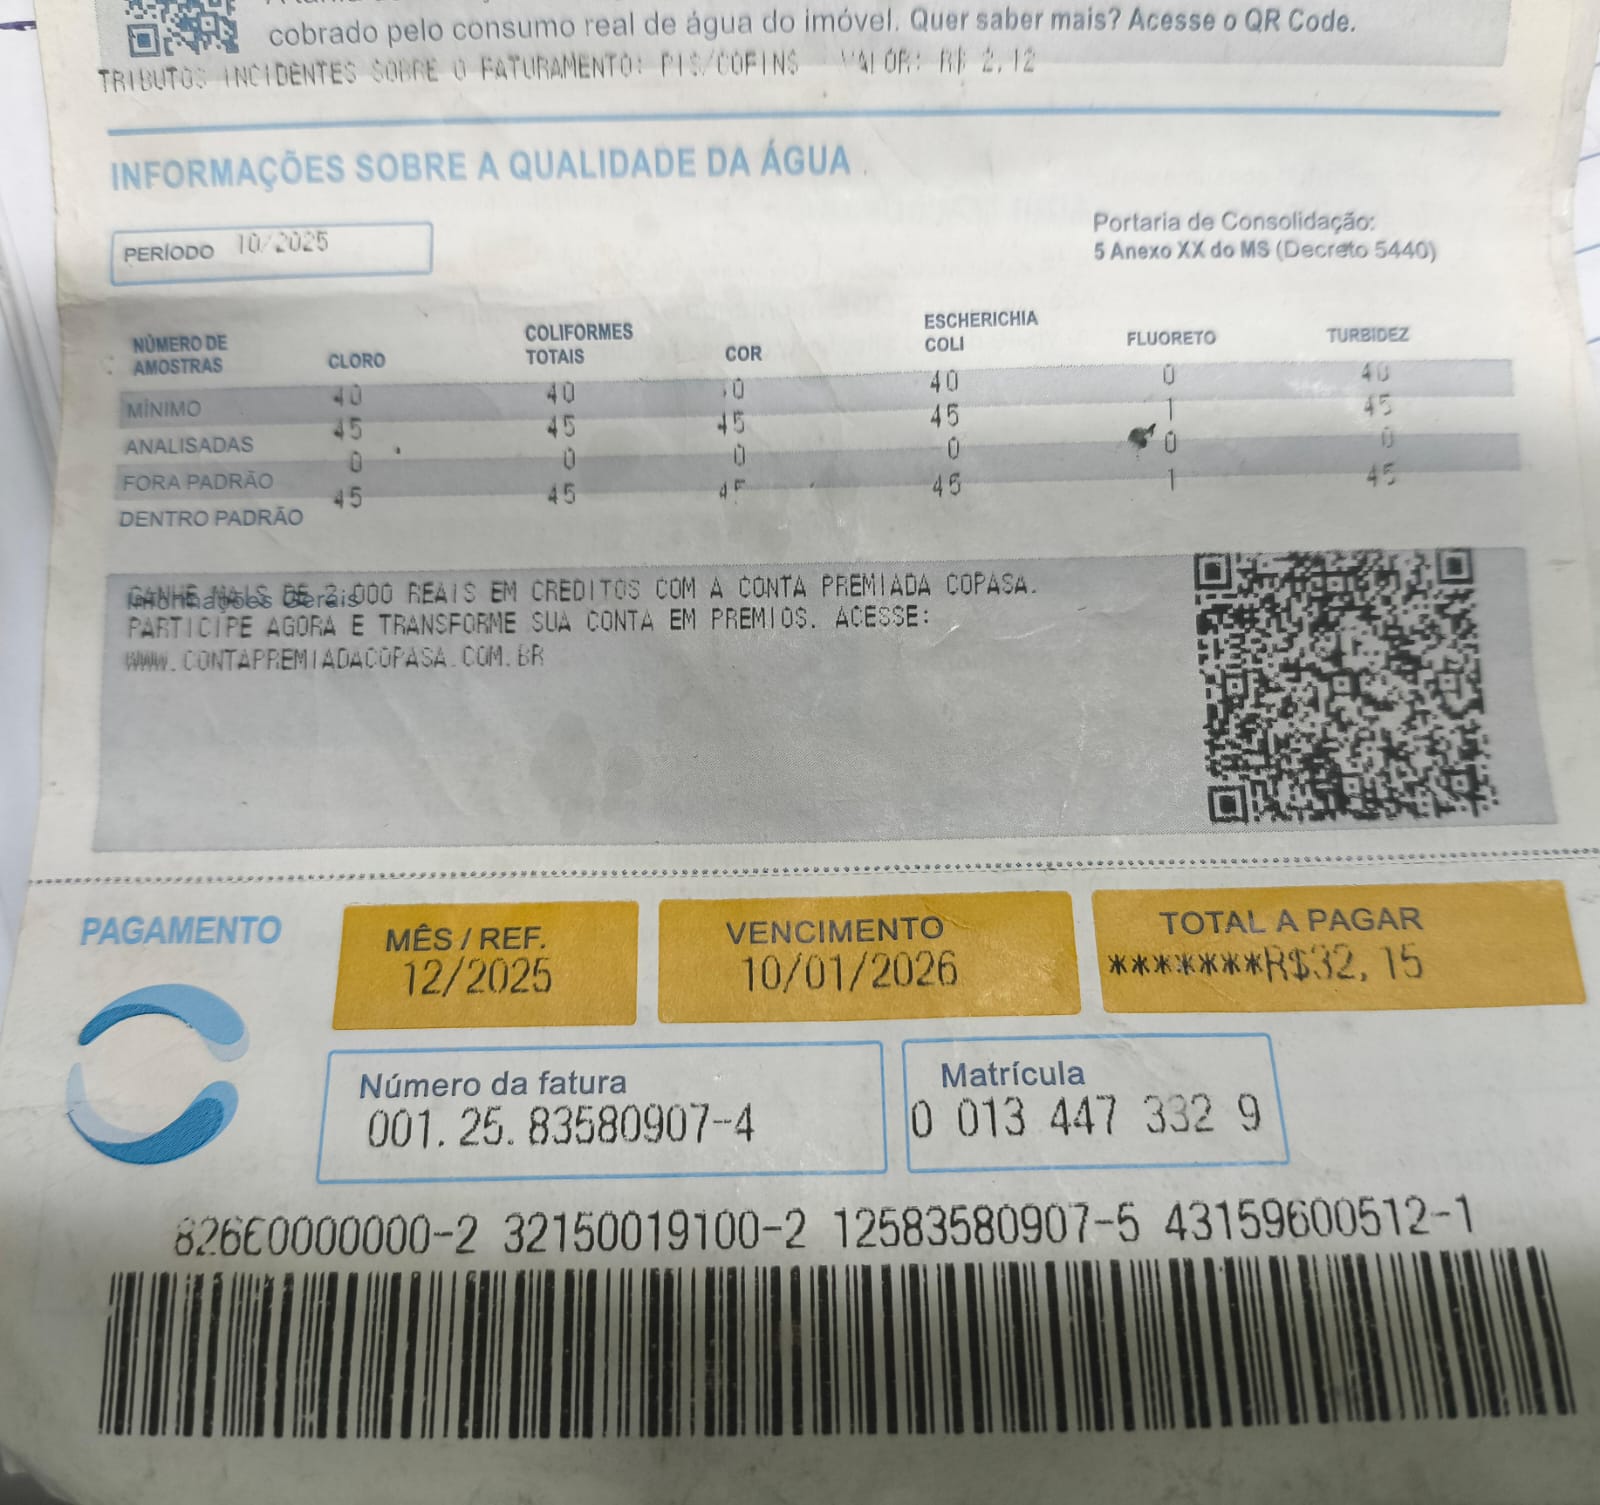 cobrado pelo consumo real de água do imóvel. Quer saber mais? Acesse o QR Code.
TRIBUTOS INCIDENTES SOBRE O FATURAMENTO: PIS/COFINS VALOR: R$ 2,12
INFORMAÇÕES SOBRE A QUALIDADE DA ÁGUA
PERÍODO 10/2025
Portaria de Consolidação:
5 Anexo XX do MS (Decreto 5440)
NÚMERO DE AMOSTRAS CLORO COLIFORMES TOTAIS COR ESCHERICHIA COLI FLUORETO TURBIDEZ
MÍNIMO 40 40 40 0 40
ANALISADAS 45 45 45 45 1 45
FORA PADRÃO 0 0 0 0 0 0
DENTRO PADRÃO 45 45 45 1 45
Informações Gerais
GANHE MAIS DE 2.000 REAIS EM CREDITOS COM A CONTA PREMIADA COPASA.
PARTICIPE AGORA E TRANSFORME SUA CONTA EM PREMIOS. ACESSE:
WWW.CONTAPREMIADACOPASA.COM.BR
PAGAMENTO
MÊS / REF.
12/2025
VENCIMENTO
10/01/2026
TOTAL A PAGAR
*******R$32,15
Número da fatura
001.25.83580907-4
Matrícula
0 013 447 332 9
32150019100-2 12583580907-5 43159600512-1